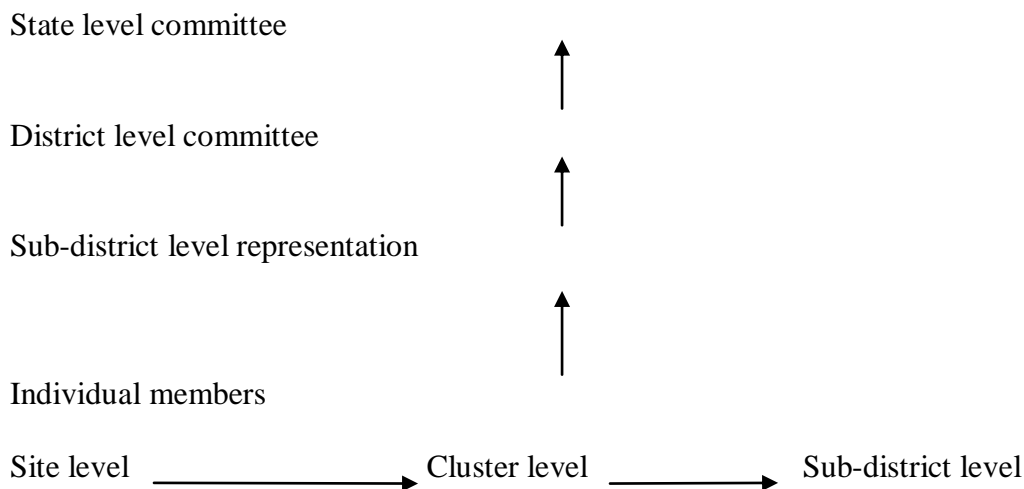 State level committee
District level committee
Sub-district level representation
Individual members
Site level Cluster level Sub-district level